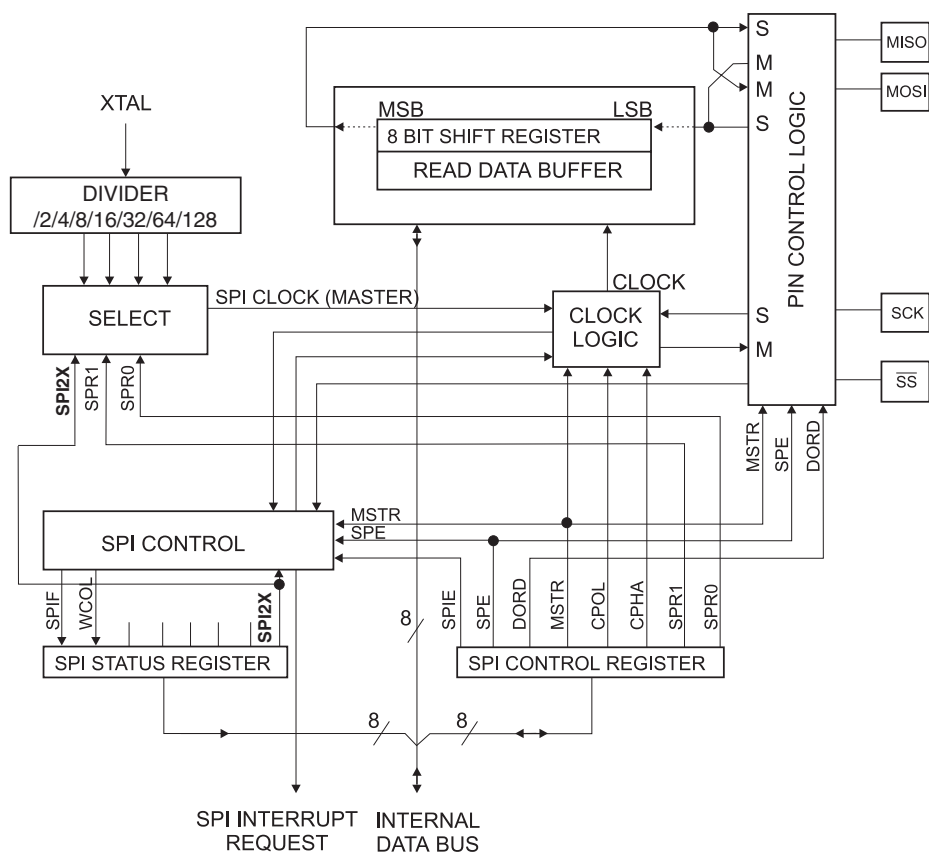 S
MISO
M
M
MOSI
MSB
LSB
S
XTAL
8 BIT SHIFT REGISTER
READ DATA BUFFER
DIVIDER
/2/4/8/16/32/64/128
PIN CONTROL LOGIC
SPI CLOCK (MASTER)
CLOCK
SELECT
CLOCK
LOGIC
S
SCK
M
SPI2X
SPR1
SPR0
SS
MSTR
SPE
DORD
MSTR
SPE
SPI CONTROL
SPIF
WCOL
SPI2X
8
SPIE
SPE
DORD
MSTR
CPOL
CPHA
SPR1
SPR0
SPI STATUS REGISTER
SPI CONTROL REGISTER
8
8
SPI INTERRUPT
REQUEST
INTERNAL
DATA BUS